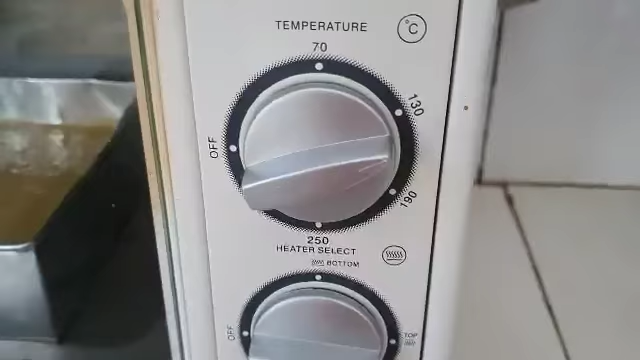 TEMPERATURE
°C
70
130
OFF
190
250
HEATER SELECT
BOTTOM
OFF
TOP